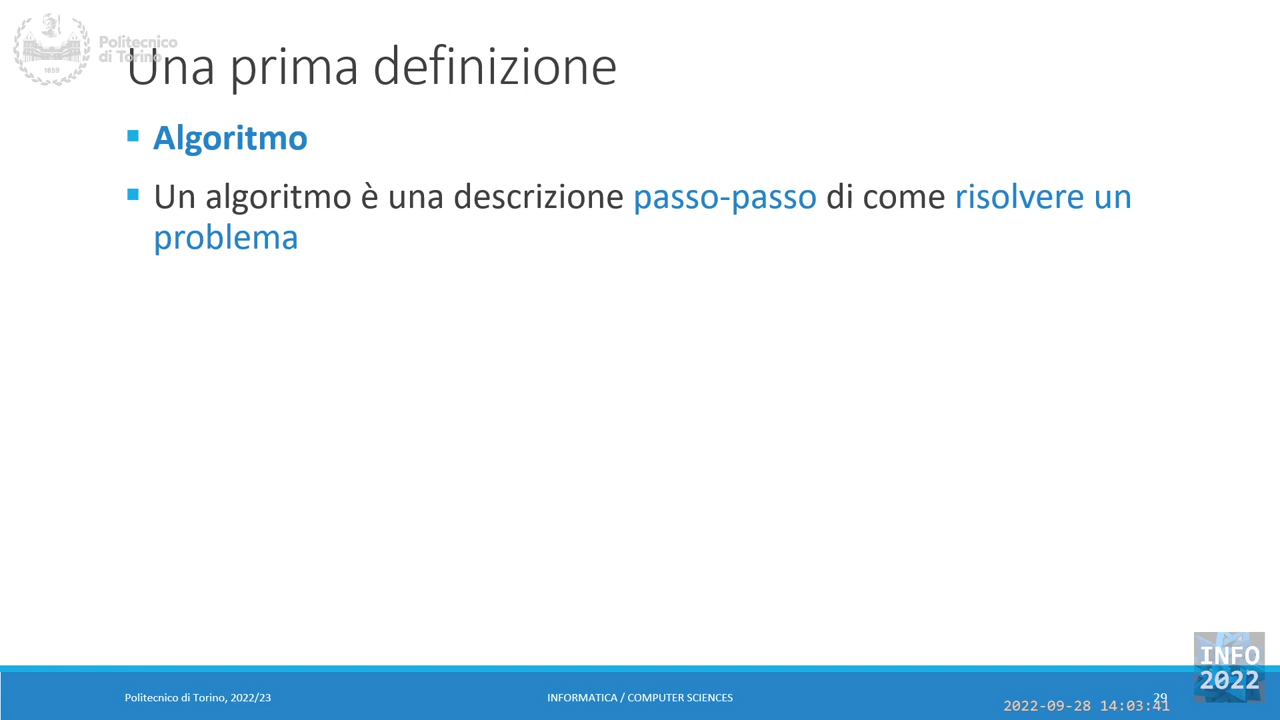 Politecnico
di Torino
1859
Una prima definizione
Algoritmo
Un algoritmo è una descrizione passo-passo di come risolvere un
problema
INFO
2022
Politecnico di Torino, 2022/23
INFORMATICA / COMPUTER SCIENCES
29
2022-09-28 14:03:41